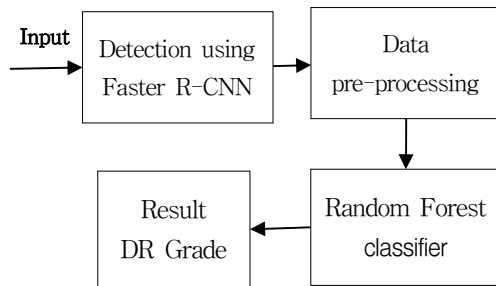 Input
Detection using
Faster R-CNN
Data
pre-processing
Random Forest
classifier
Result
DR Grade